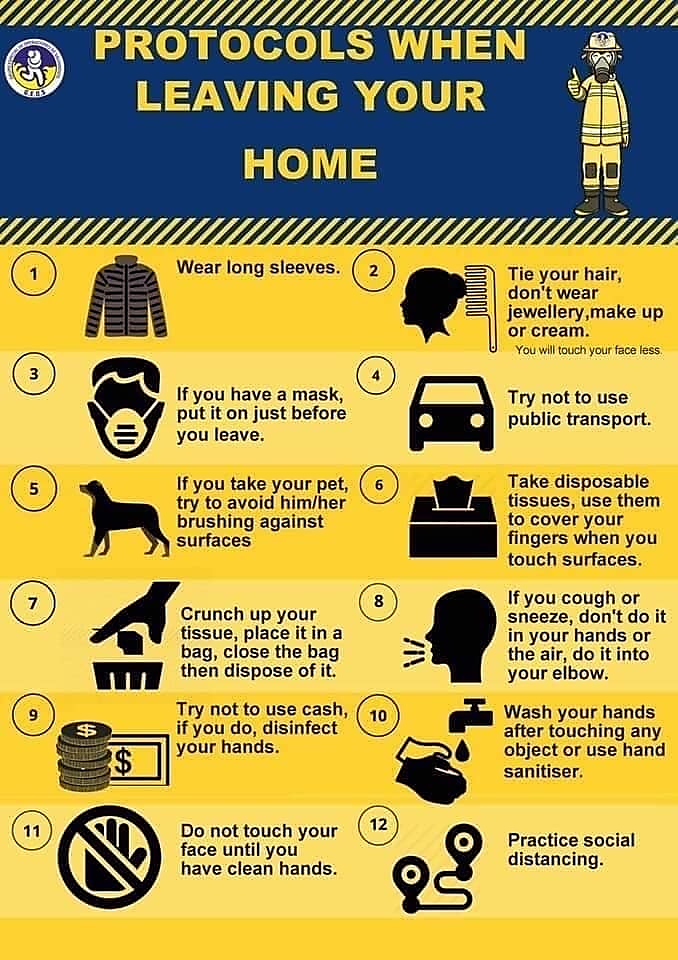 PROTOCOLS WHEN
LEAVING YOUR
HOME
G.E.O.S
1
Wear long sleeves.
2
Tie your hair,
don't wear
jewellery,make up
or cream.
You will touch your face less.
3
If you have a mask,
put it on just before
you leave.
4
Try not to use
public transport.
5
If you take your pet,
try to avoid him/her
brushing against
surfaces
6
Take disposable
tissues, use them
to cover your
fingers when you
touch surfaces.
7
Crunch up your
tissue, place it in a
bag, close the bag
then dispose of it.
8
If you cough or
sneeze, don't do it
in your hands or
the air, do it into
your elbow.
9
$
$
Try not to use cash,
if you do, disinfect
your hands.
10
Wash your hands
after touching any
object or use hand
sanitiser.
11
Do not touch your
face until you
have clean hands.
12
Practice social
distancing.